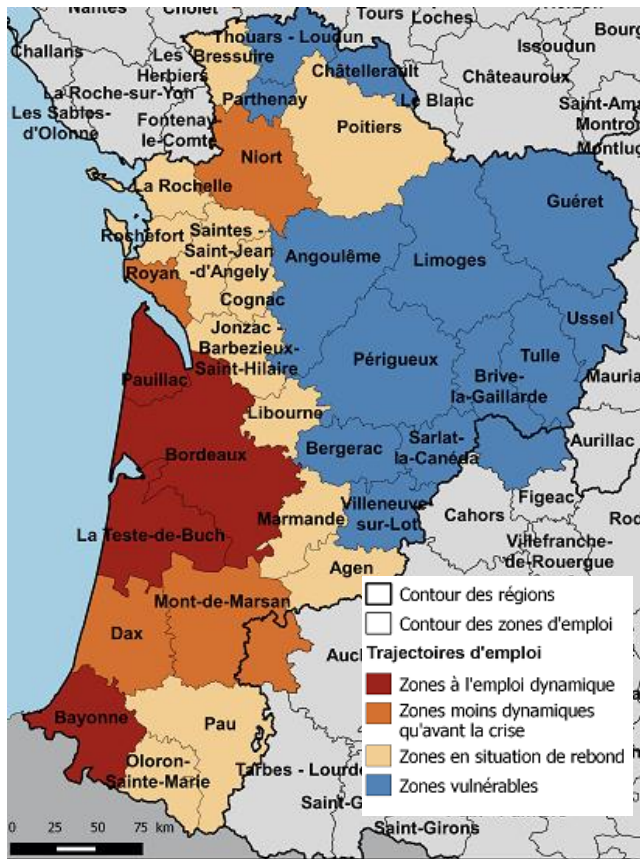 Nantes
Cholet
Tours
Loches
Bourg
Thouars - Loudun
Challans
Les Bressuire
Herbiers
Issoudun
Châtellerault
Châteauroux
La Roche-sur-Yon
Parthenay
Le Blanc
Saint-Ama
Montron
Montluç
Les Sables-
d'Olonne
Fontenay-
le-Comte
Poitiers
Niort
La Rochelle
Guéret
Rochefort
Saintes -
Saint-Jean
-d'Angely
Angoulême
Limoges
Royan
Cognac
Ussel
Jonzac -
Barbezieux-
Saint-Hilaire
Périgueux
Tulle
Pauillac
Brive-
la-Gaillarde
Mauria
Libourne
Bordeaux
Bergerac
Sarlat-
la-Canéda
Aurillac
La Teste-de-Buch
Marmande
Villeneuve-
sur-Lot
Figeac
Cahors
Rod
Villefranche-
de-Rouergue
Agen
Mont-de-Marsan
Dax
Auch
Bayonne
Pau
Oloron-
Sainte-Marie
Tarbes - Lourde
Saint-G
Saint-Girons
Contour des régions
Contour des zones d'emploi
Trajectoires d'emploi
Zones à l'emploi dynamique
Zones moins dynamiques
qu'avant la crise
Zones en situation de rebond
Zones vulnérables
0 25 50 75 km